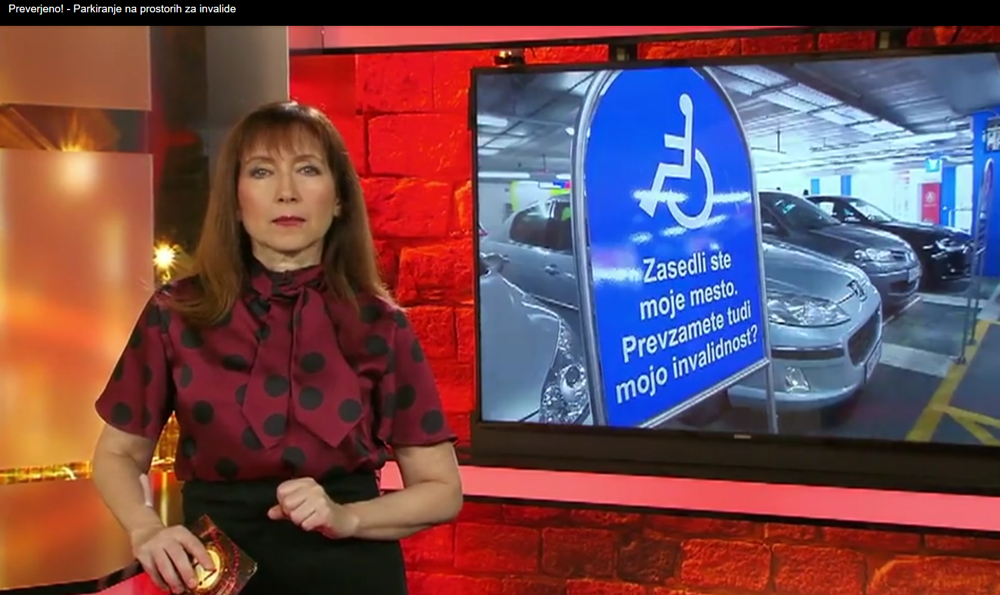 Preverjeno! - Parkiranje na prostorih za invalide
Zasedli ste
moje mesto.
Prevzamete tudi
mojo invalidnost?